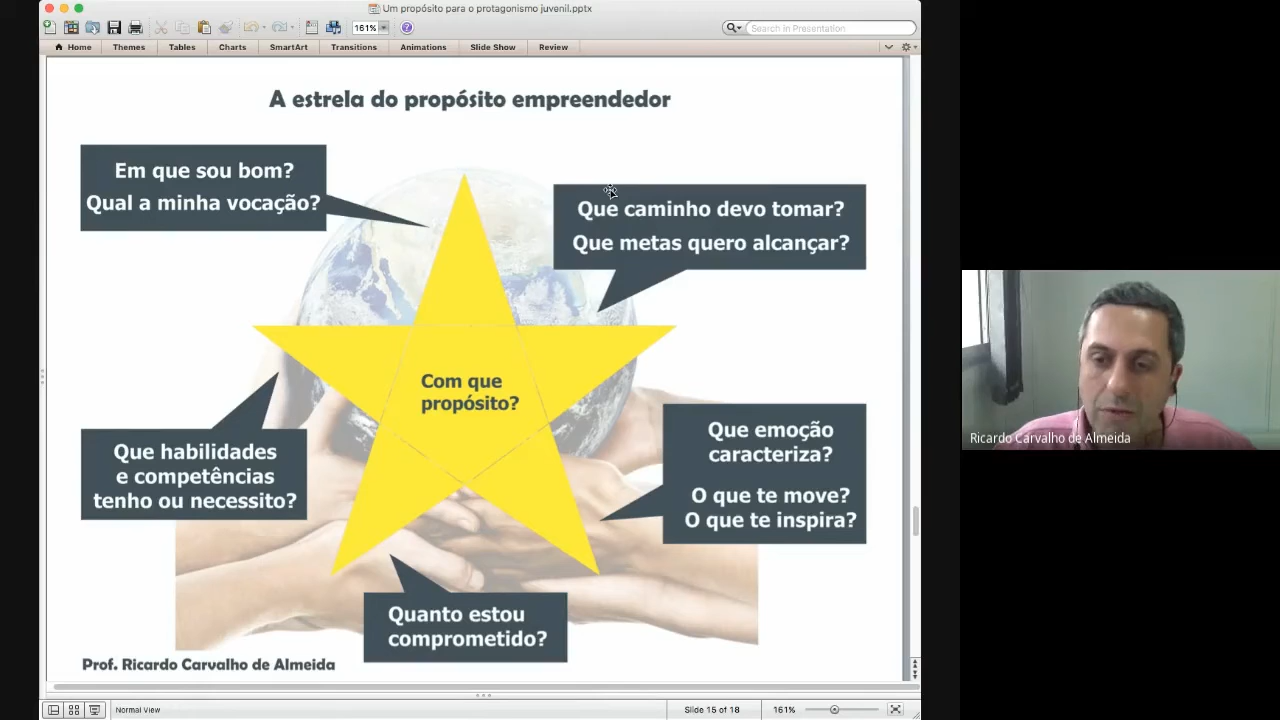 Um propósito para o protagonismo juvenil.pptx
161%
Search in Presentation
Home
Themes
Tables
Charts
SmartArt
Transitions
Animations
Slide Show
Review
A estrela do propósito empreendedor
Em que sou bom?
Qual a minha vocação?
Que caminho devo tomar?
Que metas quero alcançar?
Com que
propósito?
Que habilidades
e competências
tenho ou necessito?
Que emoção
caracteriza?
O que te move?
O que te inspira?
Quanto estou
comprometido?
Prof. Ricardo Carvalho de Almeida
Ricardo Carvalho de Almeida
Normal View
Slide 15 of 18
161%